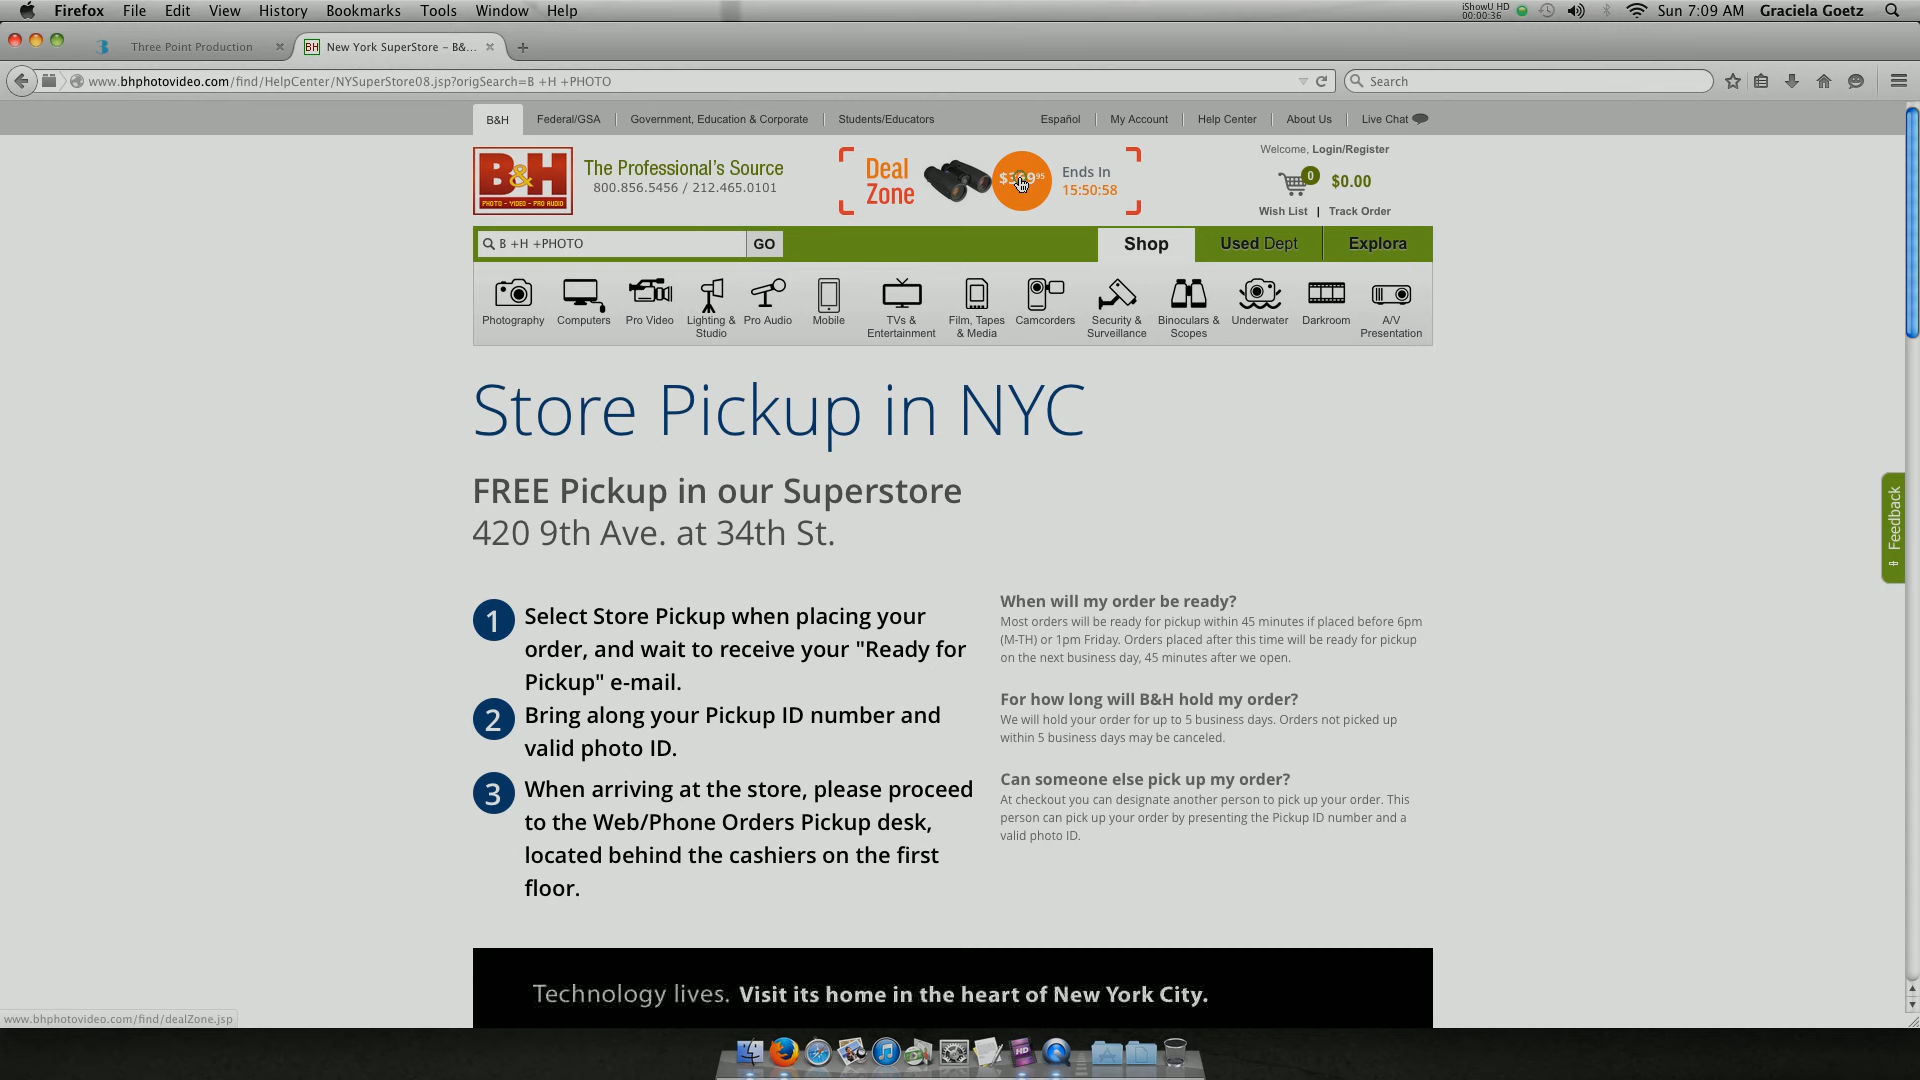 Firefox File Edit View History Bookmarks Tools Window Help
iShowU HD
00:00:36
Sun 7:09 AM Graciela Goetz
Three Point Production
BH New York SuperStore – B&...
www.bhphotovideo.com/find/HelpCenter/NYSuperStore08.jsp?origSearch=B +H +PHOTO
Search
B&H Federal/GSA Government, Education & Corporate Students/Educators Español My Account Help Center About Us Live Chat
B&H
PHOTO - VIDEO - PRO AUDIO
The Professional's Source
800.856.5456 / 212.465.0101
Deal
Zone
Ends In
15:50:58
Welcome, Login/Register
0 $0.00
Wish List | Track Order
B +H +PHOTO GO
Shop Used Dept Explora
Photography
Computers
Pro Video
Lighting &
Studio
Pro Audio
Mobile
TVs &
Entertainment
Film, Tapes
& Media
Camcorders
Security &
Surveillance
Binoculars &
Scopes
Underwater
Darkroom
A/V
Presentation
Store Pickup in NYC
FREE Pickup in our Superstore
420 9th Ave. at 34th St.
1 Select Store Pickup when placing your
order, and wait to receive your "Ready for
Pickup" e-mail.
2 Bring along your Pickup ID number and
valid photo ID.
3 When arriving at the store, please proceed
to the Web/Phone Orders Pickup desk,
located behind the cashiers on the first
floor.
When will my order be ready?
Most orders will be ready for pickup within 45 minutes if placed before 6pm
(M-TH) or 1pm Friday. Orders placed after this time will be ready for pickup
on the next business day, 45 minutes after we open.
For how long will B&H hold my order?
We will hold your order for up to 5 business days. Orders not picked up
within 5 business days may be canceled.
Can someone else pick up my order?
At checkout you can designate another person to pick up your order. This
person can pick up your order by presenting the Pickup ID number and a
valid photo ID.
Feedback
Technology lives. Visit its home in the heart of New York City.
www.bhphotovideo.com/find/dealZone.jsp
HD